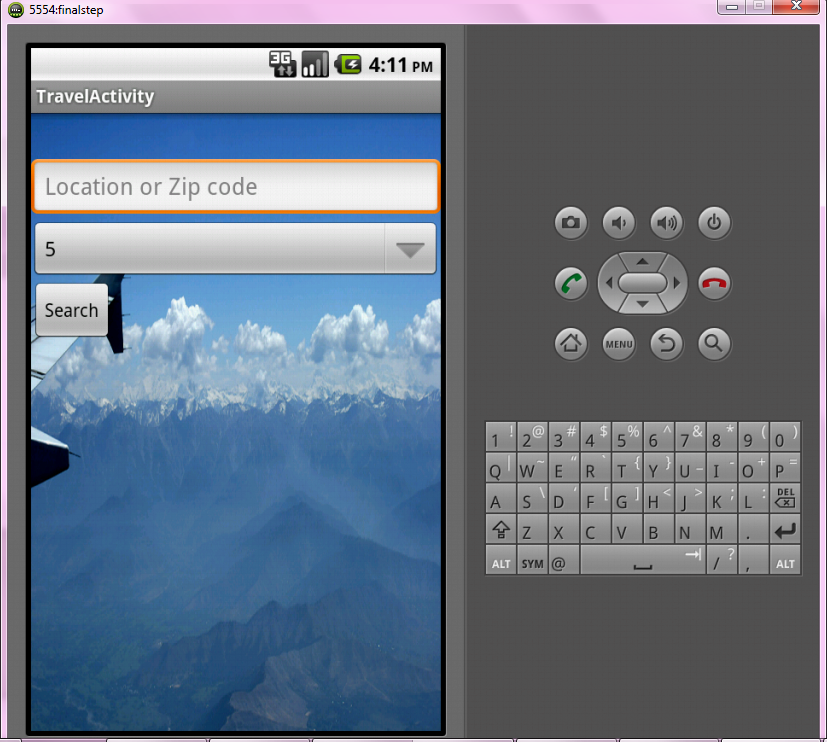 5554:finalstep
3G 4:11 PM
TravelActivity
Location or Zip code
5
Search
MENU
1 ! 2 @ 3 # 4 $ 5 % 6 ^ 7 & 8 * 9 ( 0 )
Q | W ~ E " R ` T { Y } U _ I - O + P =
A S \ D ' F [ G ] H < J > K ; L : DEL
Z X C V B N M .
ALT SYM @ / ? , ALT